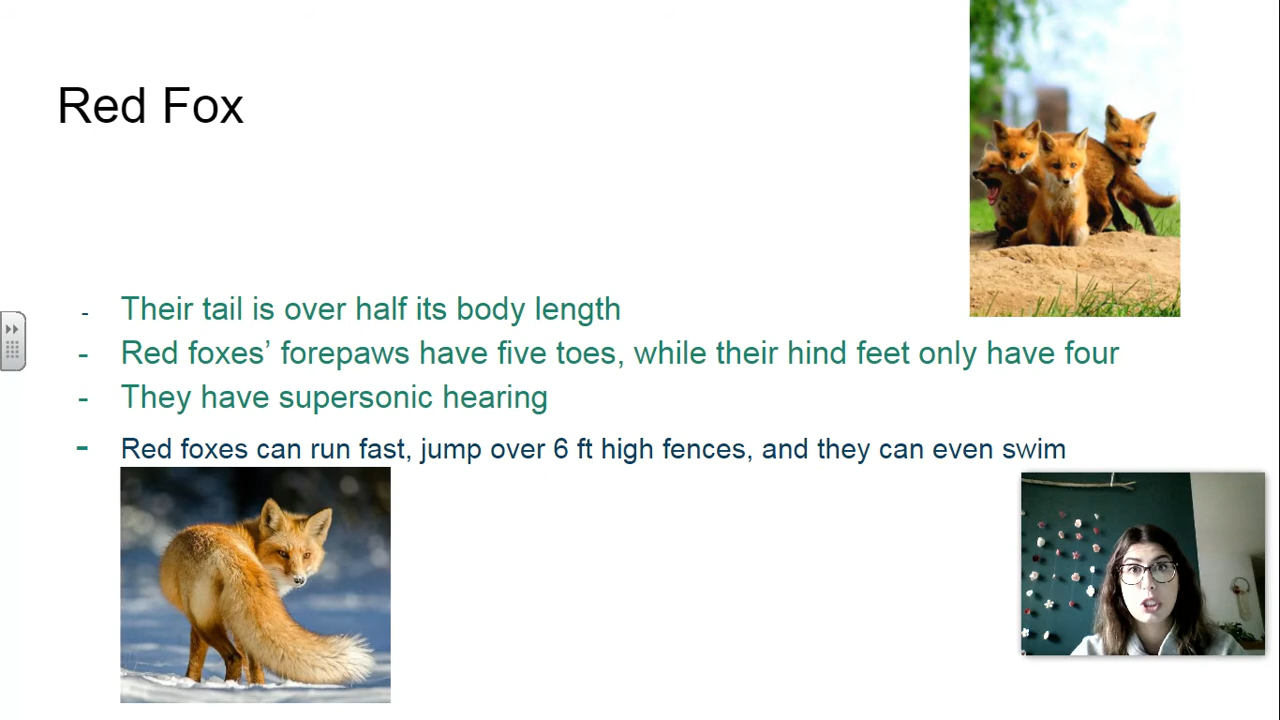 Red Fox
- Their tail is over half its body length
- Red foxes’ forepaws have five toes, while their hind feet only have four
- They have supersonic hearing
- Red foxes can run fast, jump over 6 ft high fences, and they can even swim